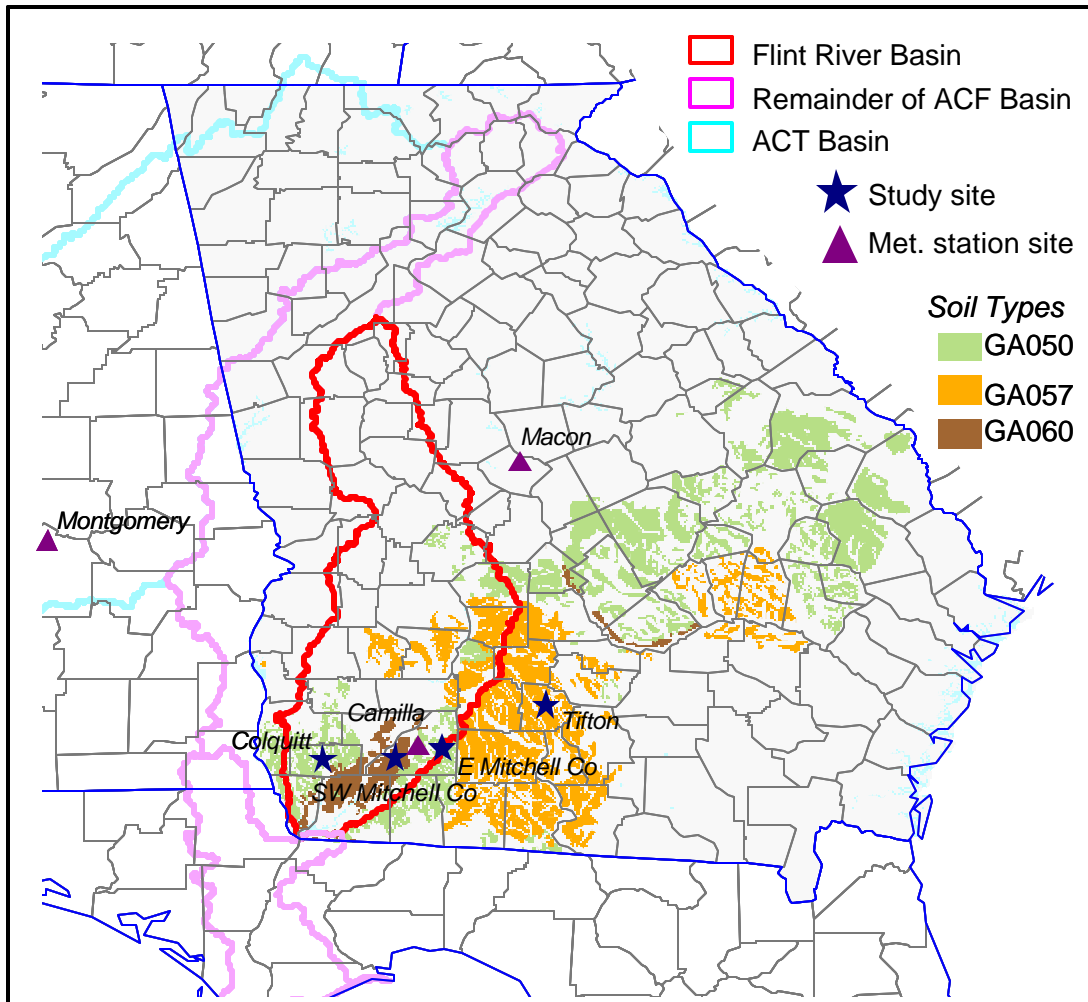 Flint River Basin
Remainder of ACF Basin
ACT Basin
Study site
Met. station site
Soil Types
GA050
GA057
GA060
Macon
Montgomery
Camilla
Tifton
Colquitt
E Mitchell Co
SW Mitchell Co